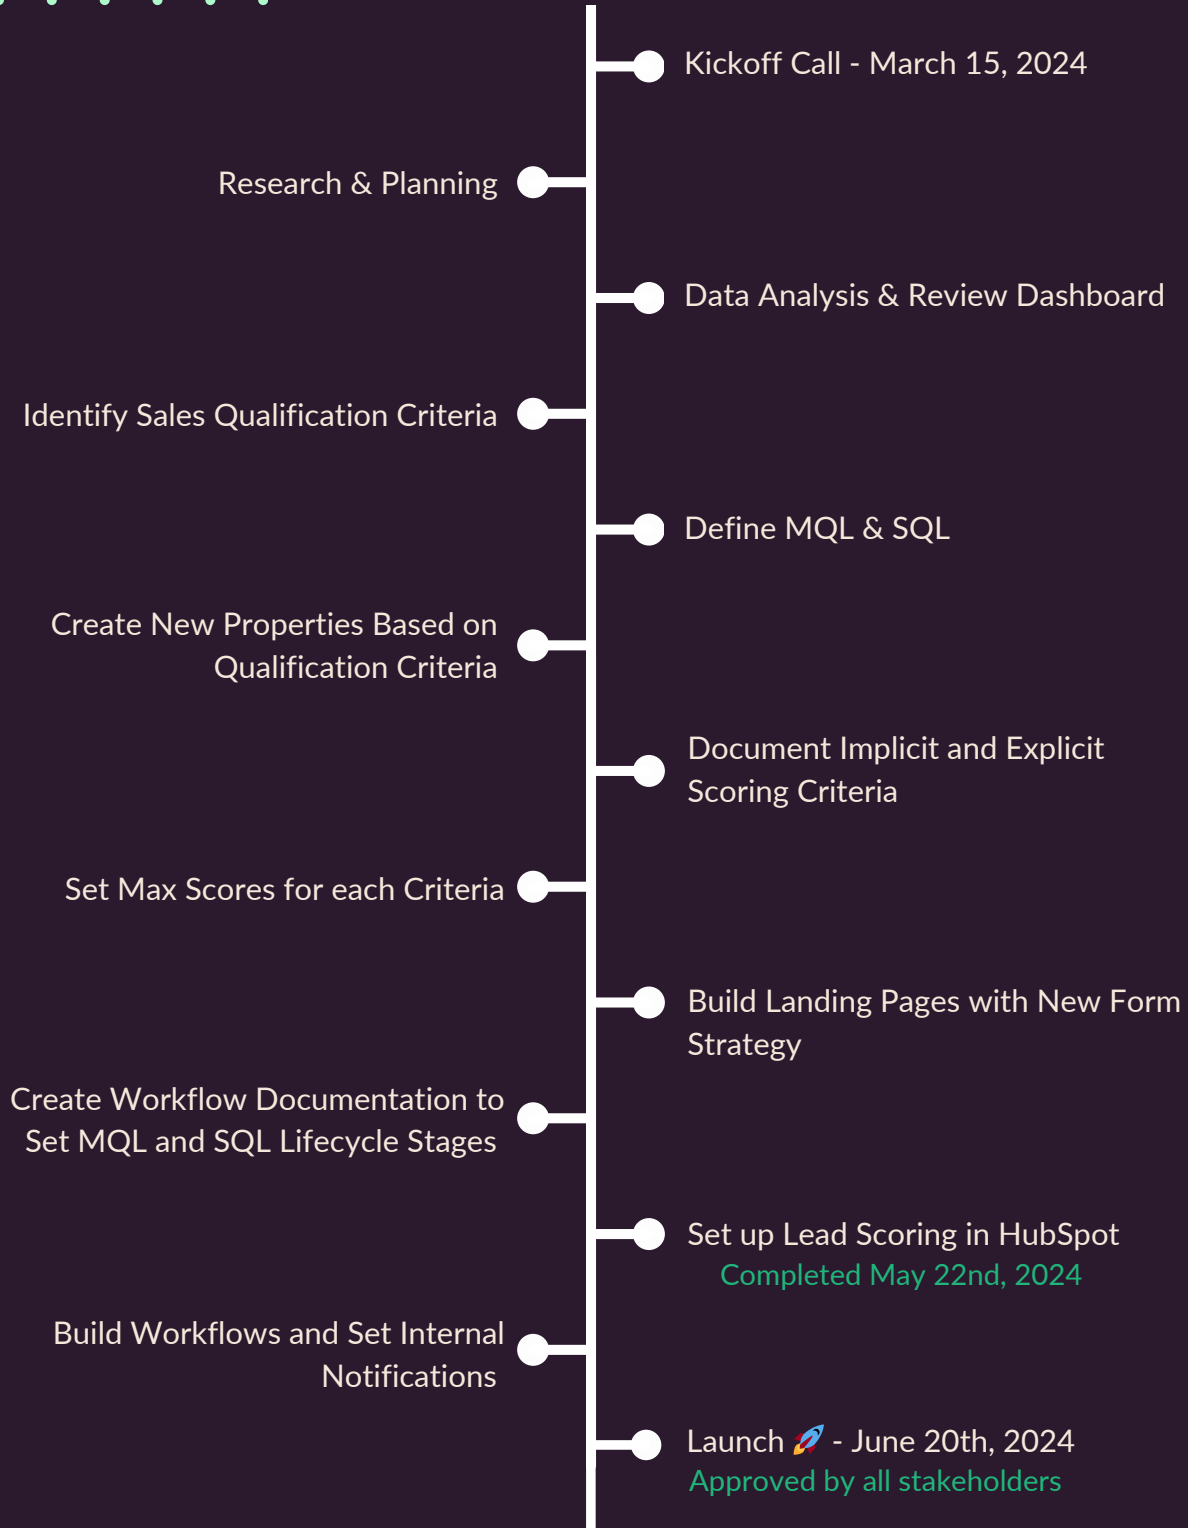 Kickoff Call - March 15, 2024
Research & Planning
Data Analysis & Review Dashboard
Identify Sales Qualification Criteria
Define MQL & SQL
Create New Properties Based on
Qualification Criteria
Document Implicit and Explicit
Scoring Criteria
Set Max Scores for each Criteria
Build Landing Pages with New Form
Strategy
Create Workflow Documentation to
Set MQL and SQL Lifecycle Stages
Set up Lead Scoring in HubSpot
Completed May 22nd, 2024
Build Workflows and Set Internal
Notifications
Launch 🚀 - June 20th, 2024
Approved by all stakeholders